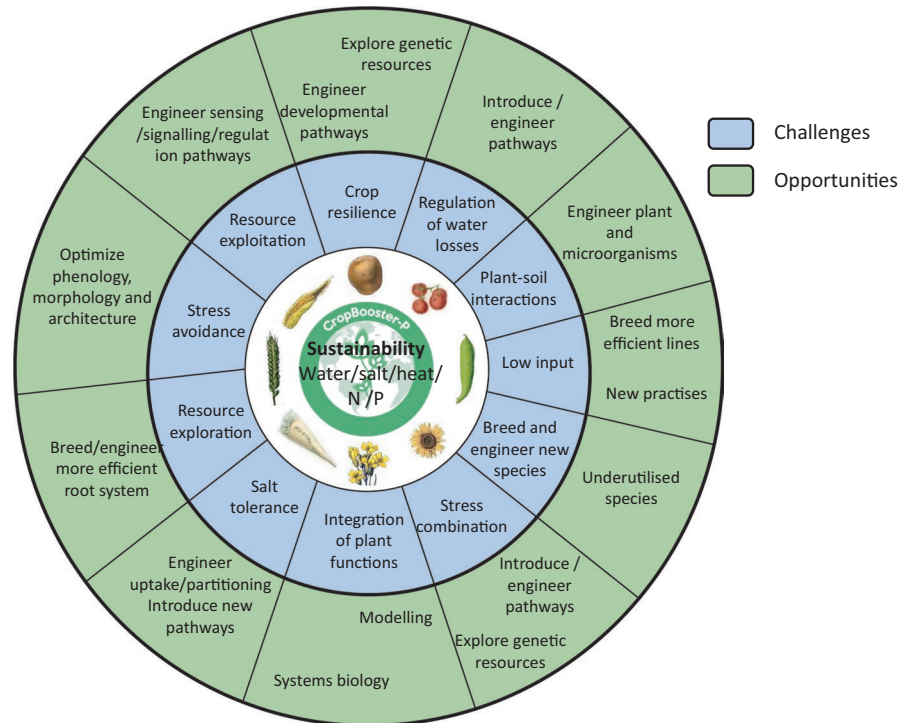 Explore genetic
resources
Engineer
developmental
pathways
Introduce /
engineer
pathways
Engineer plant
and
microorganisms
Breed more
efficient lines
New practises
Underutilised
species
Introduce /
engineer
pathways
Explore genetic
resources
Modelling
Systems biology
Engineer
uptake/partitioning
Introduce new
pathways
Breed/engineer
more efficient
root system
Optimize
phenology,
morphology and
architecture
Engineer sensing
/signalling/regulat
ion pathways
Crop
resilience
Regulation
of water
losses
Plant-soil
interactions
Low input
Breed and
engineer new
species
Stress
combination
Integration
of plant
functions
Salt
tolerance
Resource
exploration
Stress
avoidance
Resource
exploitation
CropBooster-P
Sustainability
Water/salt/heat/
N /P
Challenges
Opportunities